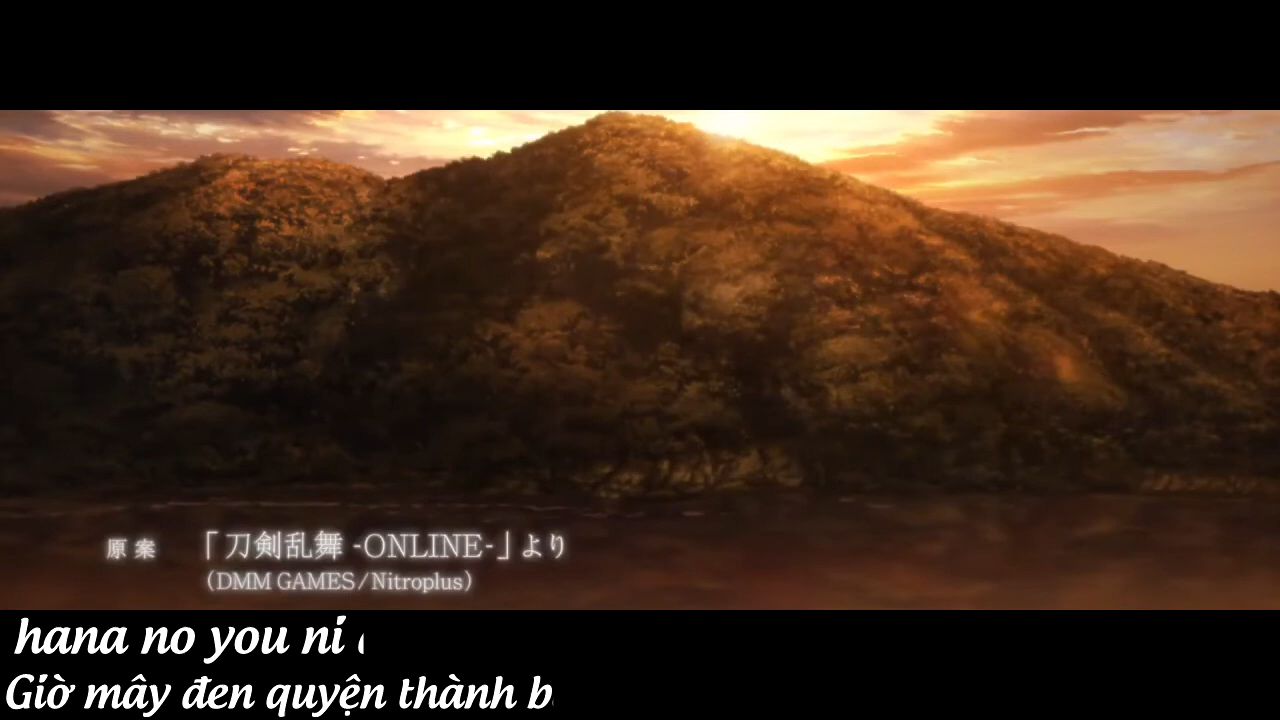 原案 「刀剣乱舞 -ONLINE-」より
(DMM GAMES/Nitroplus)
hana no you ni
Giờ mây đen quyện thành b